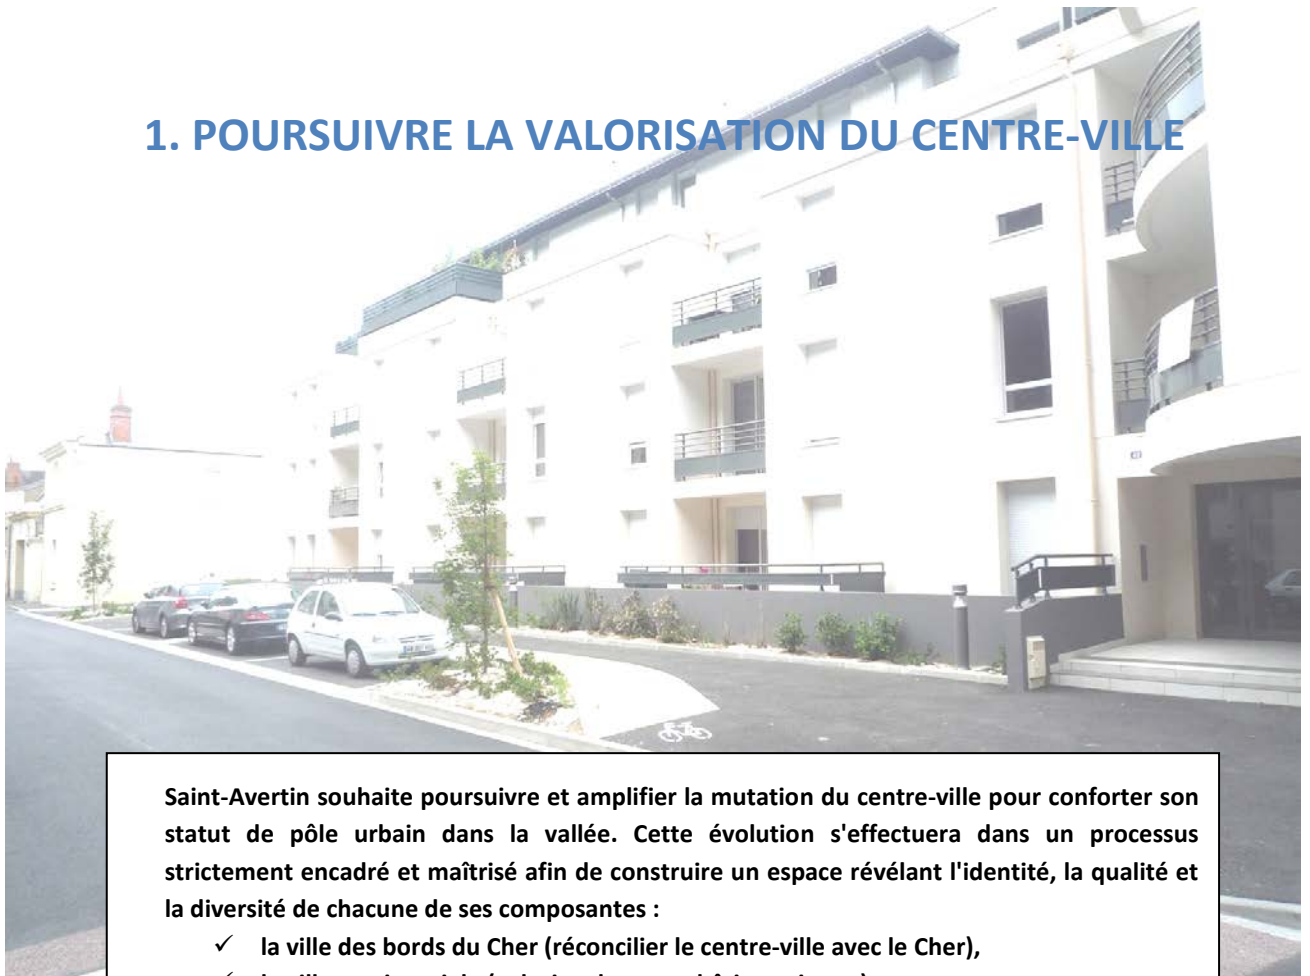 1. POURSUIVRE LA VALORISATION DU CENTRE-VILLE
Saint-Avertin souhaite poursuivre et amplifier la mutation du centre-ville pour conforter son
statut de pôle urbain dans la vallée. Cette évolution s'effectuera dans un processus
strictement encadré et maîtrisé afin de construire un espace révélant l'identité, la qualité et
la diversité de chacune de ses composantes :
✓ la ville des bords du Cher (réconcilier le centre-ville avec le Cher),